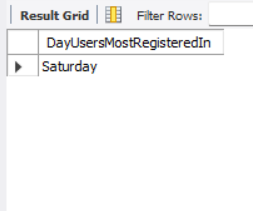 Result Grid Filter Rows:
DayUsersMostRegisteredIn
Saturday